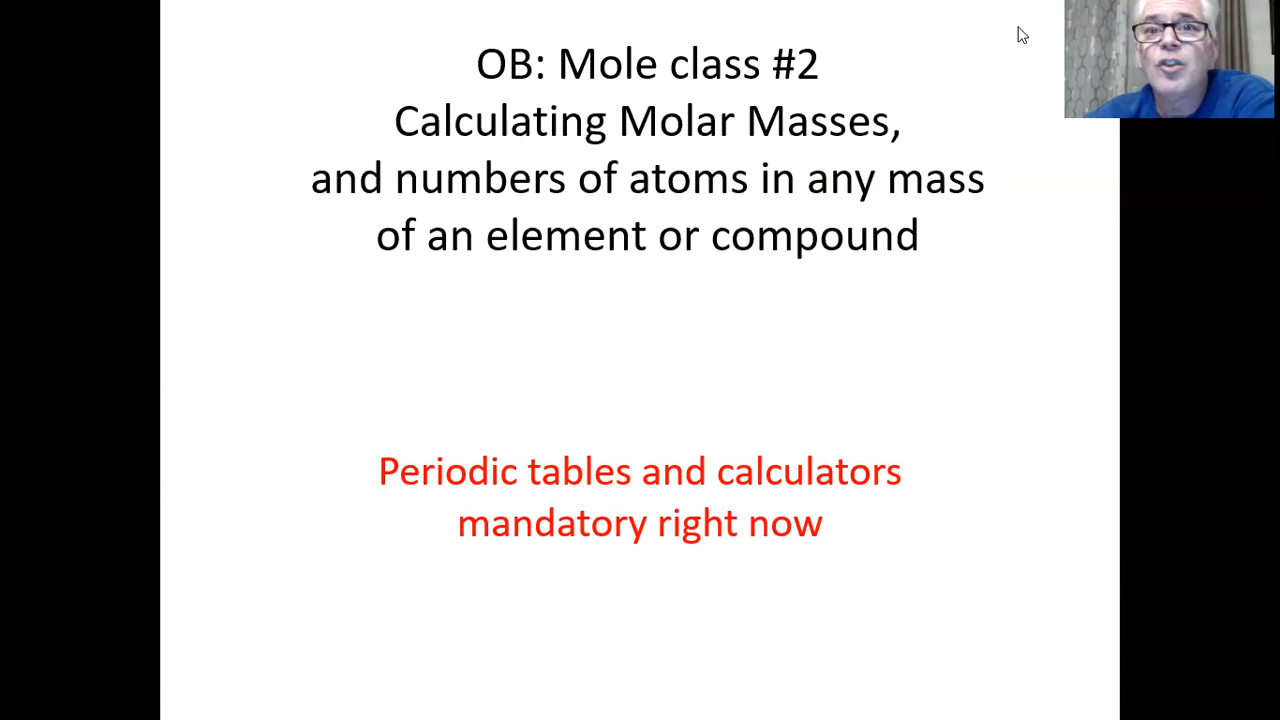 OB: Mole class #2
Calculating Molar Masses,
and numbers of atoms in any mass
of an element or compound
Periodic tables and calculators
mandatory right now